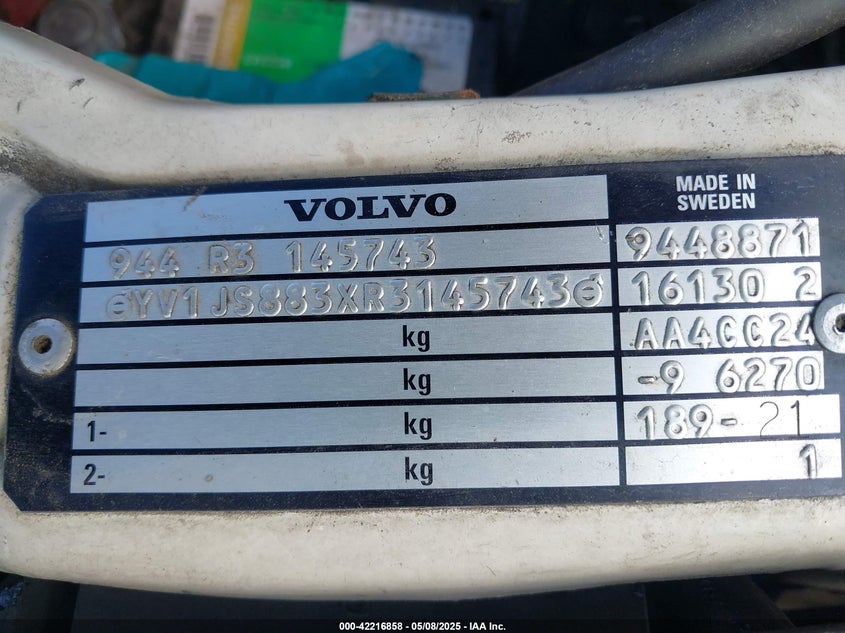 VOLVO
MADE IN
SWEDEN
944 R3 145743
9448871
YV1JS883XR3145743
16130 2
kg
AA4CC24
kg
-9 6270
1- kg
189-21
2- kg
1
000-42216858 - 05/08/2025 - IAA Inc.